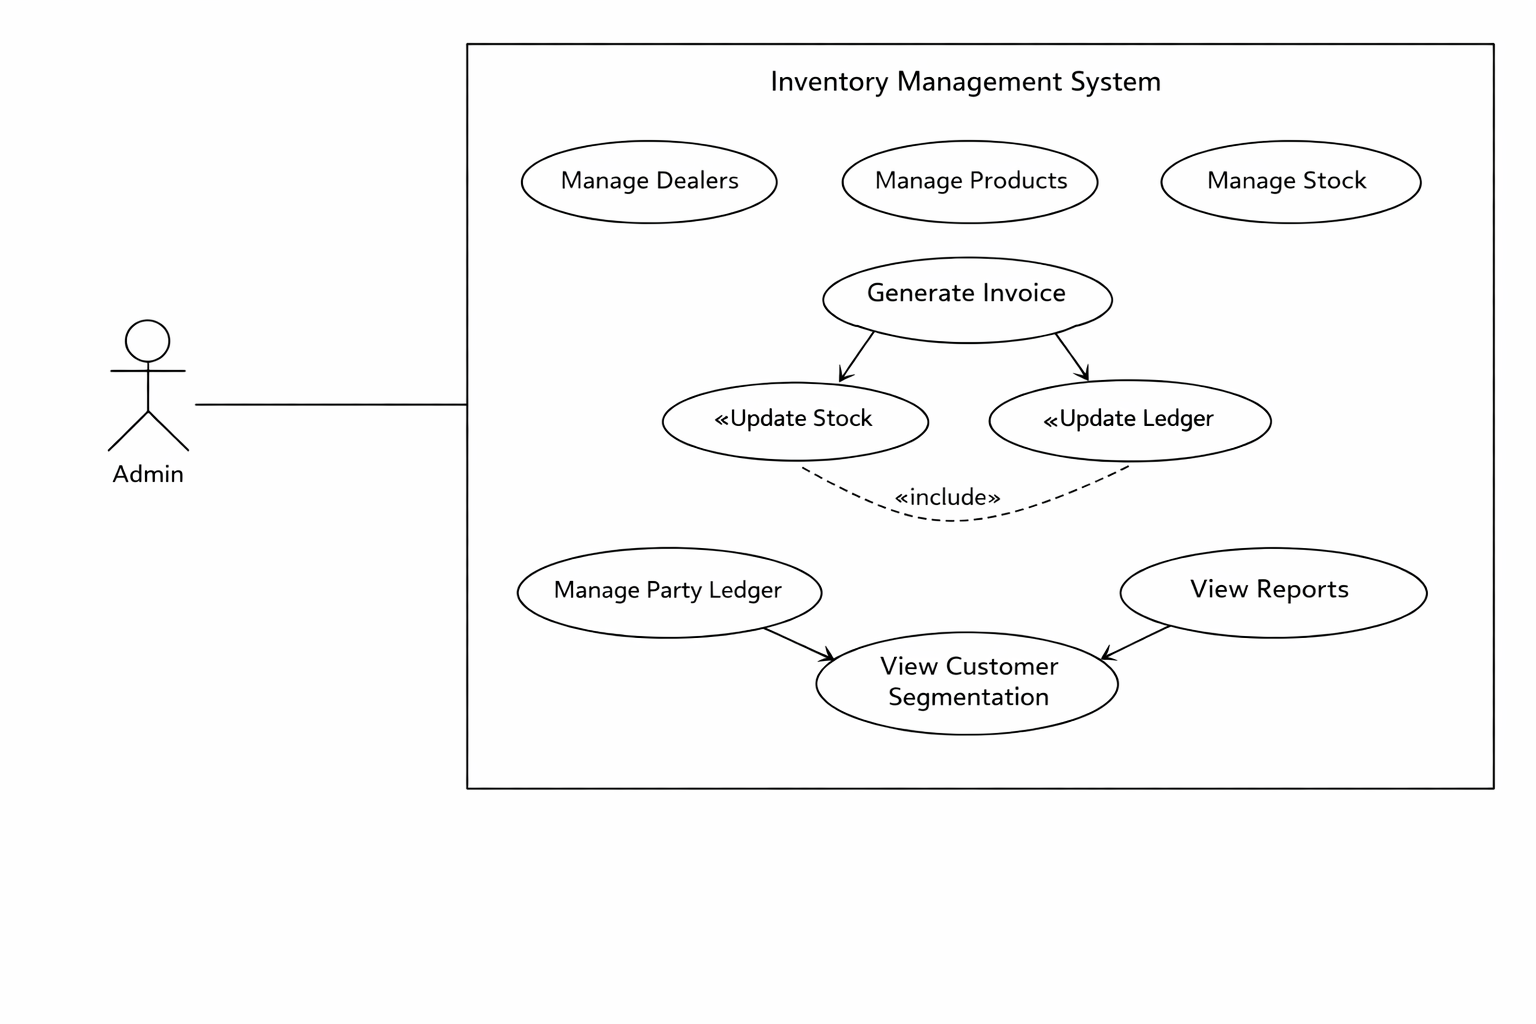 Inventory Management System
Manage Dealers
Manage Products
Manage Stock
Generate Invoice
«Update Stock
«Update Ledger
«include»
Admin
Manage Party Ledger
View Reports
View Customer
Segmentation